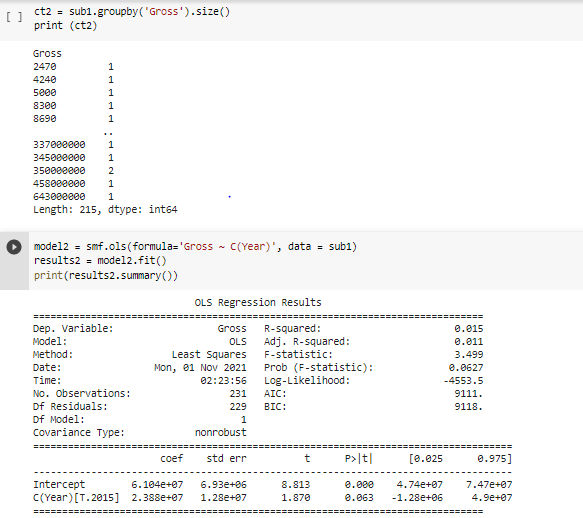 [ ] ct2 = sub1.groupby('Gross').size()
print (ct2)
Gross
2470 1
4240 1
5000 1
8300 1
8690 1
..
337000000 1
345000000 1
350000000 2
458000000 1
643000000 1
Length: 215, dtype: int64
model2 = smf.ols(formula='Gross ~ C(Year)', data = sub1)
results2 = model2.fit()
print(results2.summary())
OLS Regression Results
==============================================================================
Dep. Variable: Gross R-squared: 0.015
Model: OLS Adj. R-squared: 0.011
Method: Least Squares F-statistic: 3.499
Date: Mon, 01 Nov 2021 Prob (F-statistic): 0.0627
Time: 02:23:56 Log-Likelihood: -4553.5
No. Observations: 231 AIC: 9111.
Df Residuals: 229 BIC: 9118.
Df Model: 1
Covariance Type: nonrobust
===================================================================================
coef std err t P>|t| [0.025 0.975]
-----------------------------------------------------------------------------------
Intercept 6.104e+07 6.93e+06 8.813 0.000 4.74e+07 7.47e+07
C(Year)[T.2015] 2.388e+07 1.28e+07 1.870 0.063 -1.28e+06 4.9e+07
==============================================================================